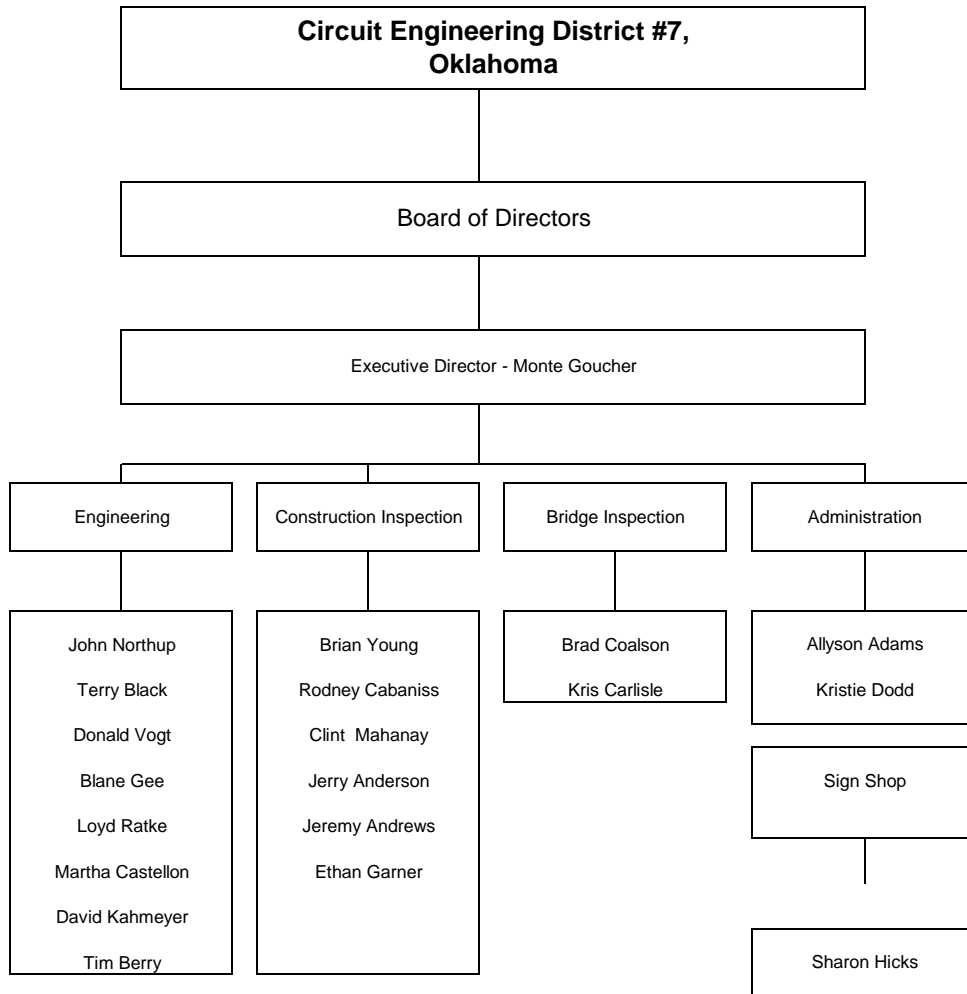 Circuit Engineering District #7,
Oklahoma
Board of Directors
Executive Director - Monte Goucher
Engineering
Construction Inspection
Bridge Inspection
Administration
John Northup
Terry Black
Donald Vogt
Blane Gee
Loyd Ratke
Martha Castellon
David Kahmeyer
Tim Berry
Brian Young
Rodney Cabaniss
Clint  Mahanay
Jerry Anderson
Jeremy Andrews
Ethan Garner
Brad Coalson
Kris Carlisle
Allyson Adams
Kristie Dodd
Sign Shop
Sharon Hicks